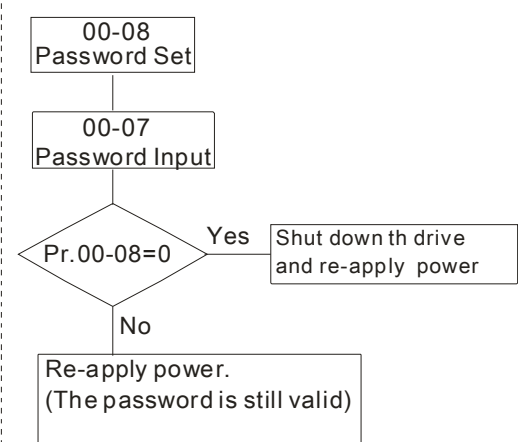 00-08
Password Set
00-07
Password Input
Pr.00-08=0
Yes
Shut down th drive
and re-apply power
No
Re-apply power.
(The password is still valid)